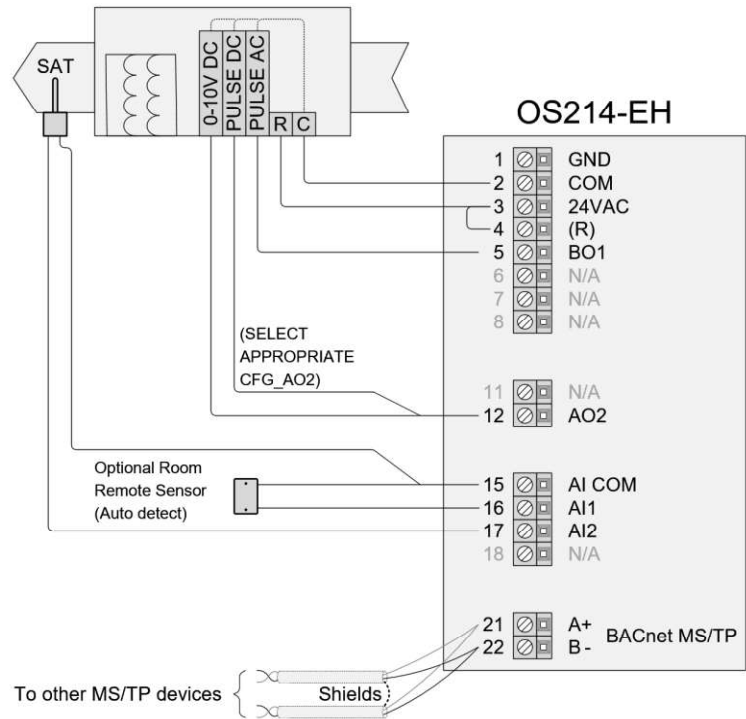 SAT
0-10V DC
PULSE DC
PULSE AC
R
C
OS214-EH
1 GND
2 COM
3 24VAC
4 (R)
5 BO1
6 N/A
7 N/A
8 N/A
(SELECT
APPROPRIATE
CFG_AO2)
11 N/A
12 AO2
Optional Room
Remote Sensor
(Auto detect)
15 AI COM
16 AI1
17 AI2
18 N/A
21 A+
22 B -
BACnet MS/TP
To other MS/TP devices
Shields